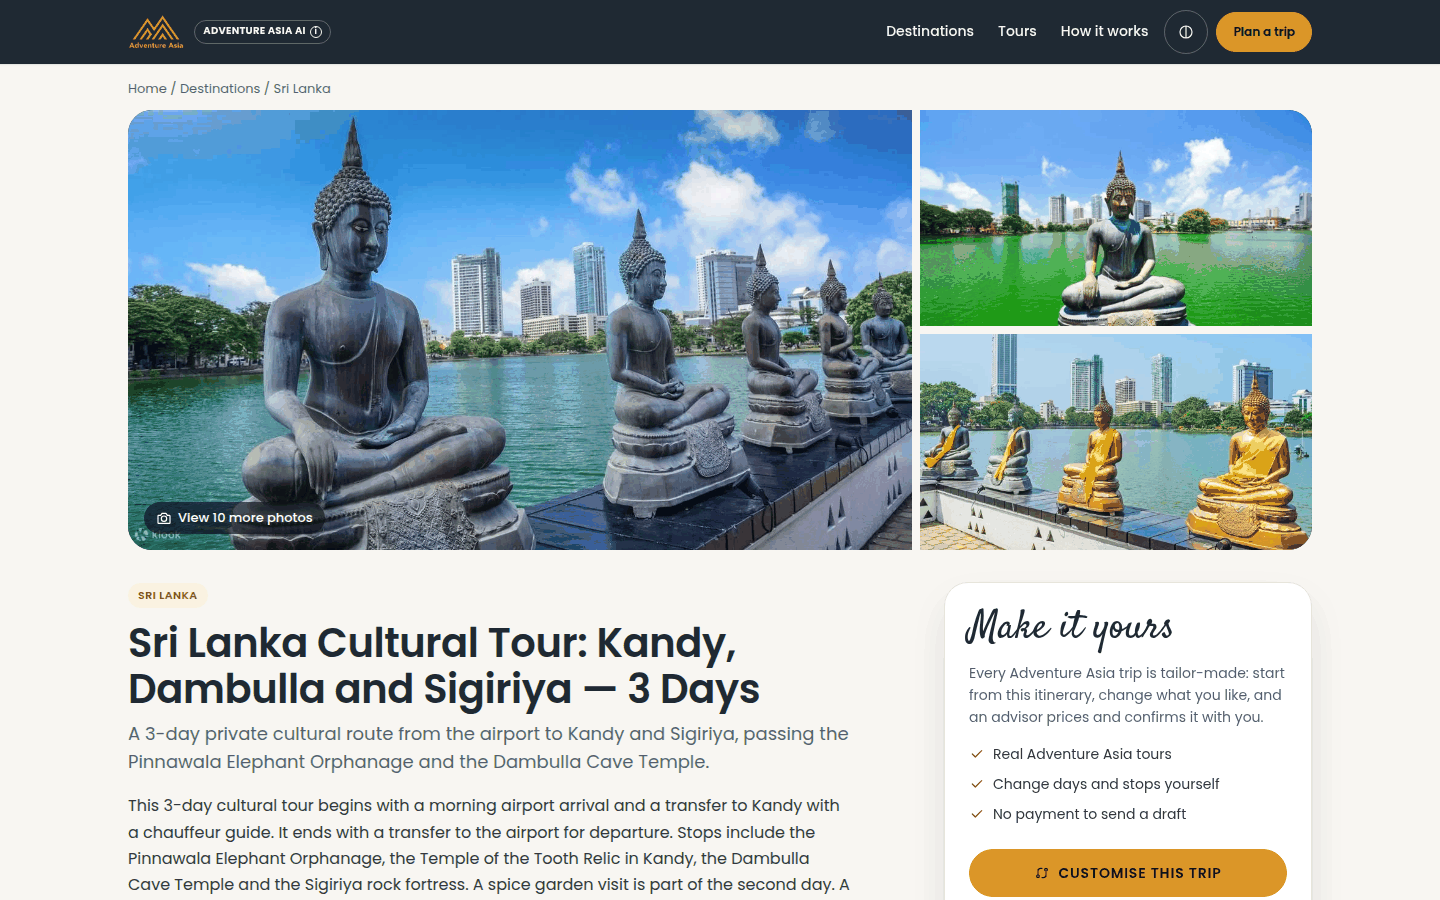 Adventure Asia
ADVENTURE ASIA AI
Destinations
Tours
How it works
Plan a trip
Home / Destinations / Sri Lanka
View 10 more photos
klook
SRI LANKA
Sri Lanka Cultural Tour: Kandy,
Dambulla and Sigiriya — 3 Days
A 3-day private cultural route from the airport to Kandy and Sigiriya, passing the
Pinnawala Elephant Orphanage and the Dambulla Cave Temple.
This 3-day cultural tour begins with a morning airport arrival and a transfer to Kandy with
a chauffeur guide. It ends with a transfer to the airport for departure. Stops include the
Pinnawala Elephant Orphanage, the Temple of the Tooth Relic in Kandy, the Dambulla
Cave Temple and the Sigiriya rock fortress. A spice garden visit is part of the second day. A
Make it yours
Every Adventure Asia trip is tailor-made: start
from this itinerary, change what you like, and
an advisor prices and confirms it with you.
Real Adventure Asia tours
Change days and stops yourself
No payment to send a draft
CUSTOMISE THIS TRIP